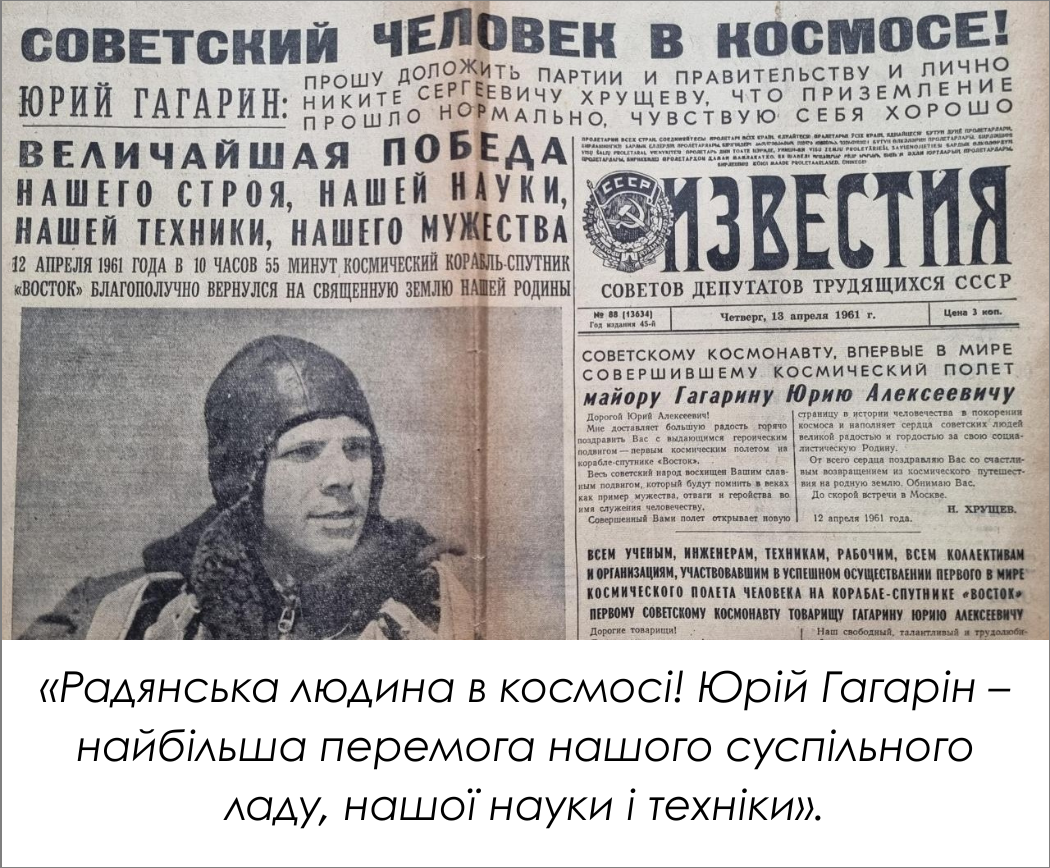 СОВЕТСКИЙ ЧЕЛОВЕК В КОСМОСЕ!
ЮРИЙ ГАГАРИН:
ПРОШУ ДОЛОЖИТЬ ПАРТИИ И ПРАВИТЕЛЬСТВУ И ЛИЧНО
НИКИТЕ СЕРГЕЕВИЧУ ХРУЩЕВУ, ЧТО ПРИЗЕМЛЕНИЕ
ПРОШЛО НОРМАЛЬНО, ЧУВСТВУЮ СЕБЯ ХОРОШО
ВЕЛИЧАЙШАЯ ПОБЕДА
НАШЕГО СТРОЯ, НАШЕЙ НАУКИ,
НАШЕЙ ТЕХНИКИ, НАШЕГО МУЖЕСТВА
12 АПРЕЛЯ 1961 ГОДА В 10 ЧАСОВ 55 МИНУТ КОСМИЧЕСКИЙ КОРАБЛЬ-СПУТНИК
«ВОСТОК» БЛАГОПОЛУЧНО ВЕРНУЛСЯ НА СВЯЩЕННУЮ ЗЕМЛЮ НАШЕЙ РОДИНЫ
СССР
ИЗВЕСТИЯ
СОВЕТОВ ДЕПУТАТОВ ТРУДЯЩИХСЯ СССР
№ 88 (13634)
Год издания 45-й
Четверг, 13 апреля 1961 г.
Цена 3 коп.
СОВЕТСКОМУ КОСМОНАВТУ, ВПЕРВЫЕ В МИРЕ
СОВЕРШИВШЕМУ КОСМИЧЕСКИЙ ПОЛЕТ
майору Гагарину Юрию Алексеевичу
Дорогой Юрий Алексеевич!
Мне доставляет большую радость горячо
поздравить Вас с выдающимся героическим
подвигом — первым космическим полетом на
корабле-спутнике «Восток».
Весь советский народ восхищен Вашим слав-
ным подвигом, который будут помнить в веках
как пример мужества, отваги и геройства во
имя служения человечеству.
Совершенный Вами полет открывает новую
страницу в истории человечества в покорении
космоса и наполняет сердца советских людей
великой радостью и гордостью за свою социа-
листическую Родину.
От всего сердца поздравляю Вас со счастли-
вым возвращением из космического путешест-
вия на родную землю. Обнимаю Вас.
До скорой встречи в Москве.
Н. ХРУЩЕВ.
12 апреля 1961 года.
ВСЕМ УЧЕНЫМ, ИНЖЕНЕРАМ, ТЕХНИКАМ, РАБОЧИМ, ВСЕМ КОЛЛЕКТИВАМ
И ОРГАНИЗАЦИЯМ, УЧАСТВОВАВШИМ В УСПЕШНОМ ОСУЩЕСТВЛЕНИИ ПЕРВОГО В МИРЕ
КОСМИЧЕСКОГО ПОЛЕТА ЧЕЛОВЕКА НА КОРАБЛЕ-СПУТНИКЕ «ВОСТОК»
ПЕРВОМУ СОВЕТСКОМУ КОСМОНАВТУ ТОВАРИЩУ ГАГАРИНУ ЮРИЮ АЛЕКСЕЕВИЧУ
Дорогие товарищи!
Наш свободный, талантливый и трудолюби-
«Радянська людина в космосі! Юрій Гагарін –
найбільша перемога нашого суспільного
ладу, нашої науки і техніки».